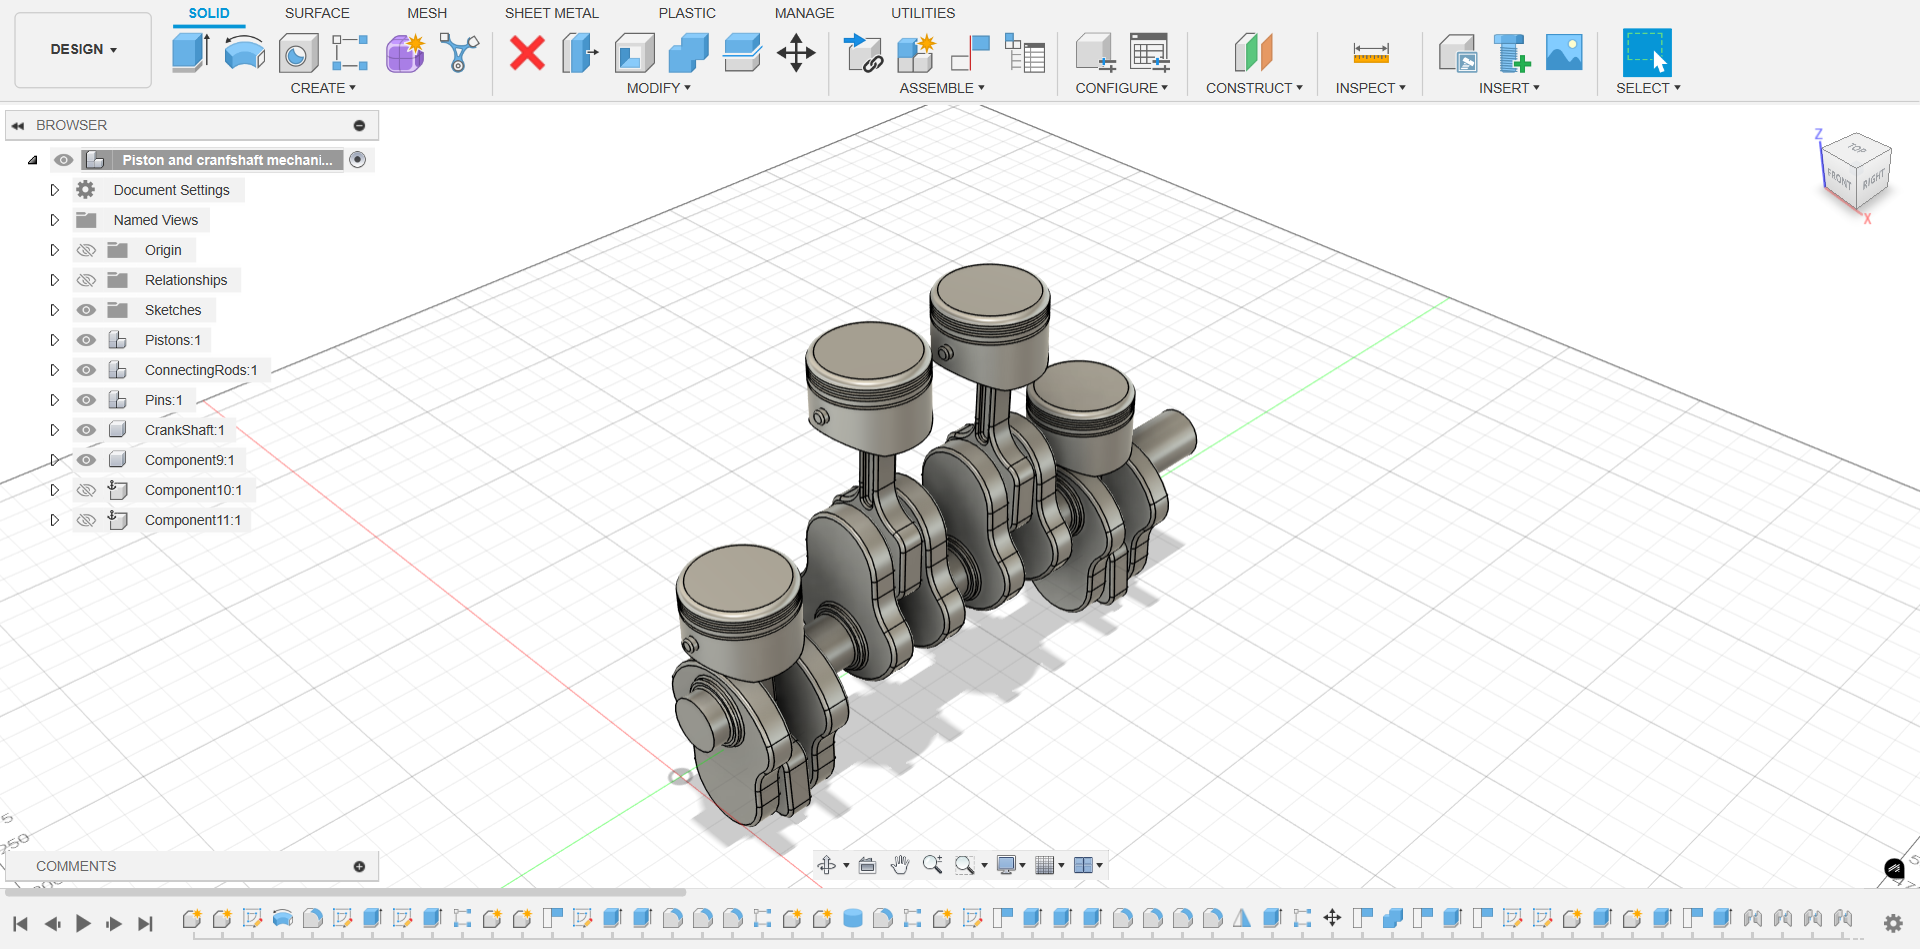 SOLID SURFACE MESH SHEET METAL PLASTIC MANAGE UTILITIES
DESIGN
CREATE MODIFY ASSEMBLE CONFIGURE CONSTRUCT INSPECT INSERT SELECT
BROWSER
Piston and cranfshaft mechani...
Document Settings
Named Views
Origin
Relationships
Sketches
Pistons:1
ConnectingRods:1
Pins:1
CrankShaft:1
Component9:1
Component10:1
Component11:1
Z
TOP
FRONT
RIGHT
X
5
250
COMMENTS